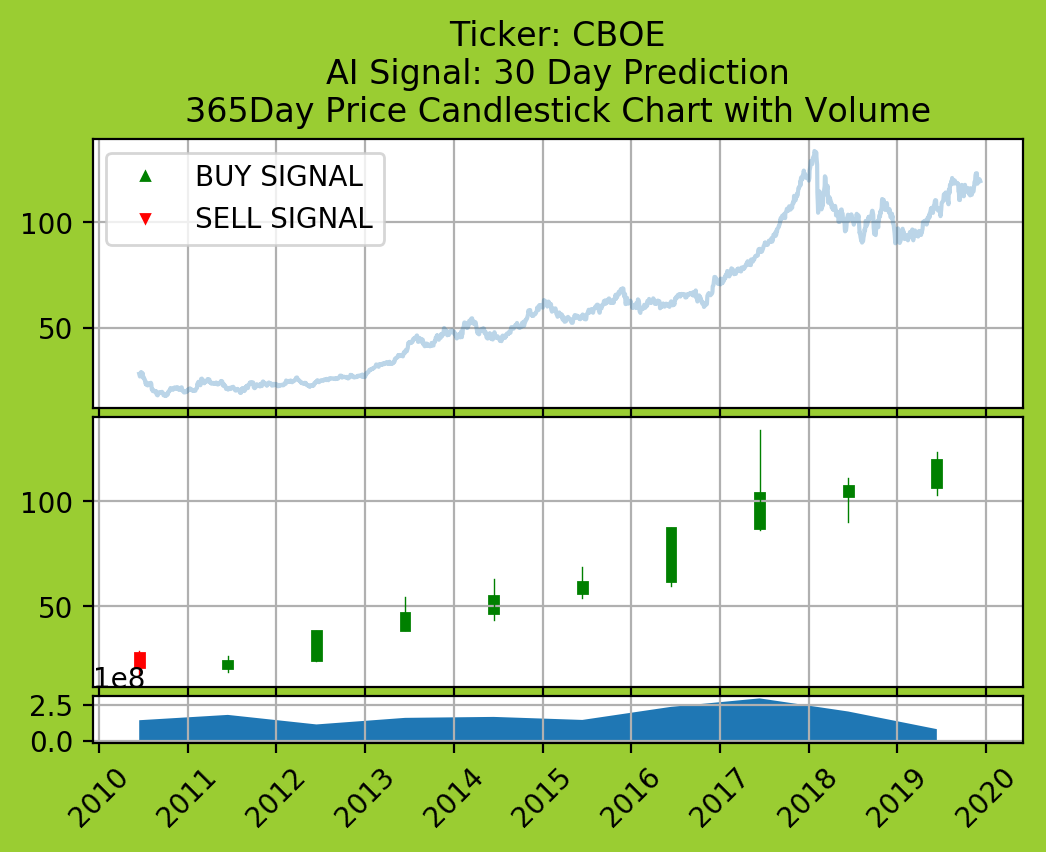 Ticker: CBOE
AI Signal: 30 Day Prediction
365Day Price Candlestick Chart with Volume
BUY SIGNAL
SELL SIGNAL
100
50
100
50
1e8
2.5
0.0
2010 2011 2012 2013 2014 2015 2016 2017 2018 2019 2020